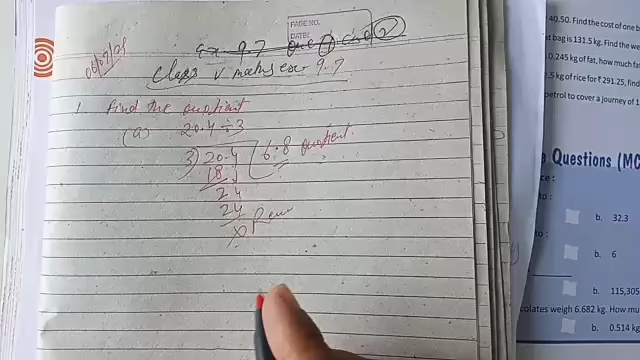 PAGE NO.
DATE:
ex 9.7
Class V maths ex- 9.7
1. Find the quotient
(a) 20.4÷3
3) 20.4 (6.8 quotient.
18
24
24
x Rem
40.50. Find the cost of one b
t bag is 131.5 kg. Find the we
0.245 kg of fat, how much fat
.5 kg of rice for ₹ 291.25, find
petrol to cover a journey of 1
Questions (MC
ce :
b. 32.3
to :
b. 6
b. 115,305
colates weigh 6.682 kg. How mu
b. 0.514 kg